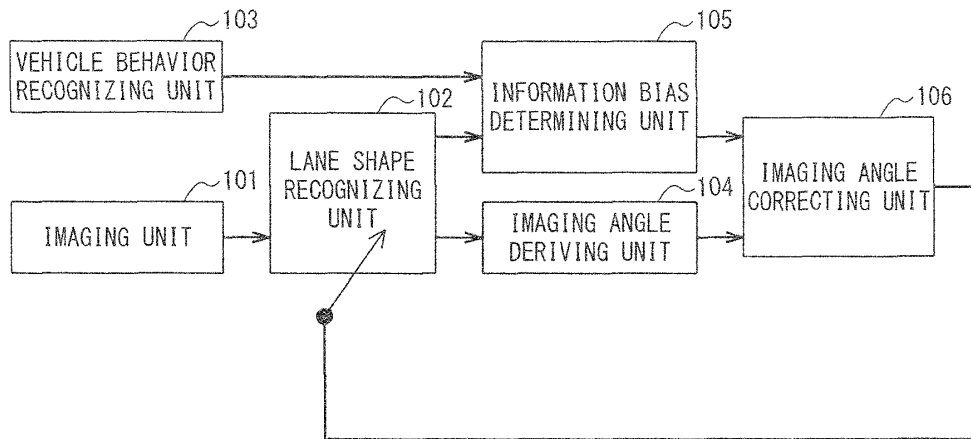 103
VEHICLE BEHAVIOR
RECOGNIZING UNIT
105
INFORMATION BIAS
DETERMINING UNIT
102
LANE SHAPE
RECOGNIZING
UNIT
106
IMAGING ANGLE
CORRECTING UNIT
101
IMAGING UNIT
104
IMAGING ANGLE
DERIVING UNIT